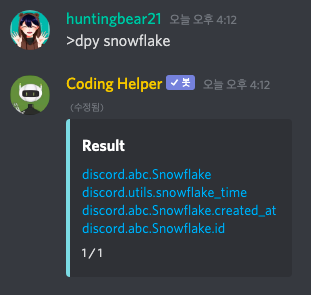 huntingbear21 오늘 오후 4:12
>dpy snowflake
Coding Helper ✓ 봇 오늘 오후 4:12
(수정됨)
Result
discord.abc.Snowflake
discord.utils.snowflake_time
discord.abc.Snowflake.created_at
discord.abc.Snowflake.id
1 / 1